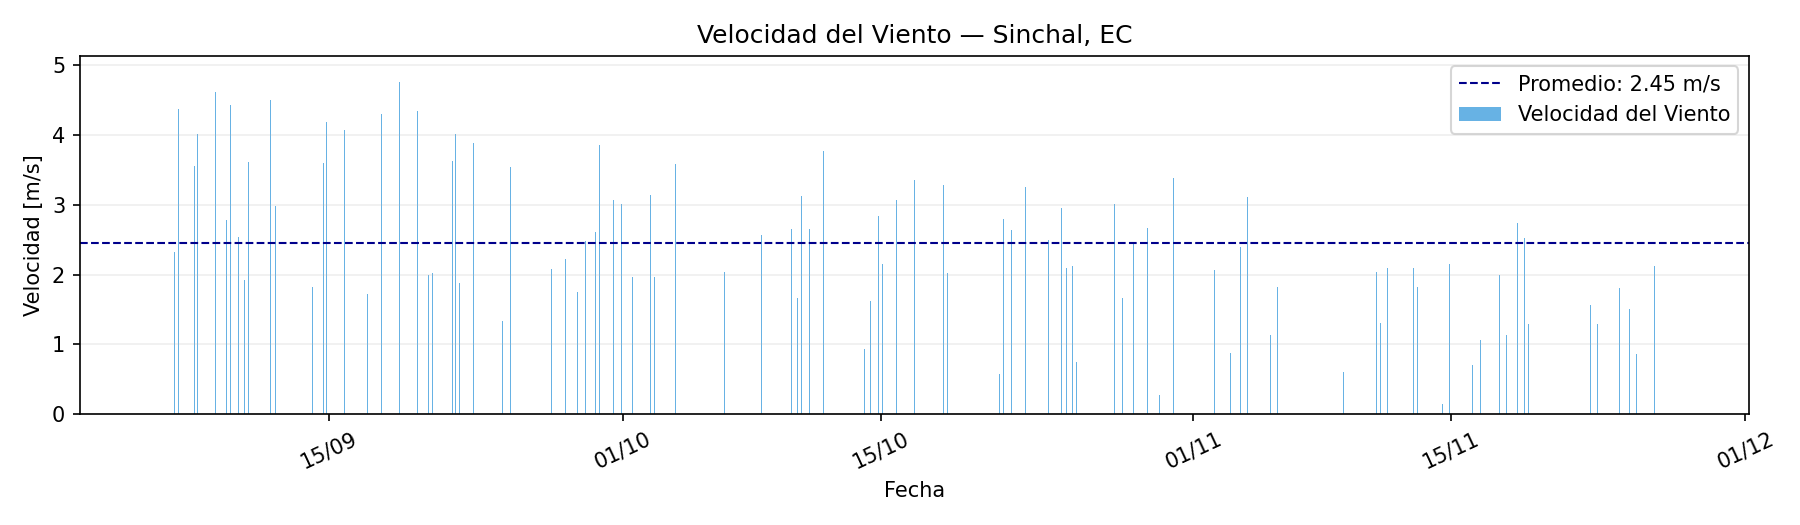 Velocidad del Viento — Sinchal, EC
Velocidad [m/s]
5
4
3
2
1
0
Promedio: 2.45 m/s
Velocidad del Viento
15/09
01/10
15/10
01/11
15/11
01/12
Fecha